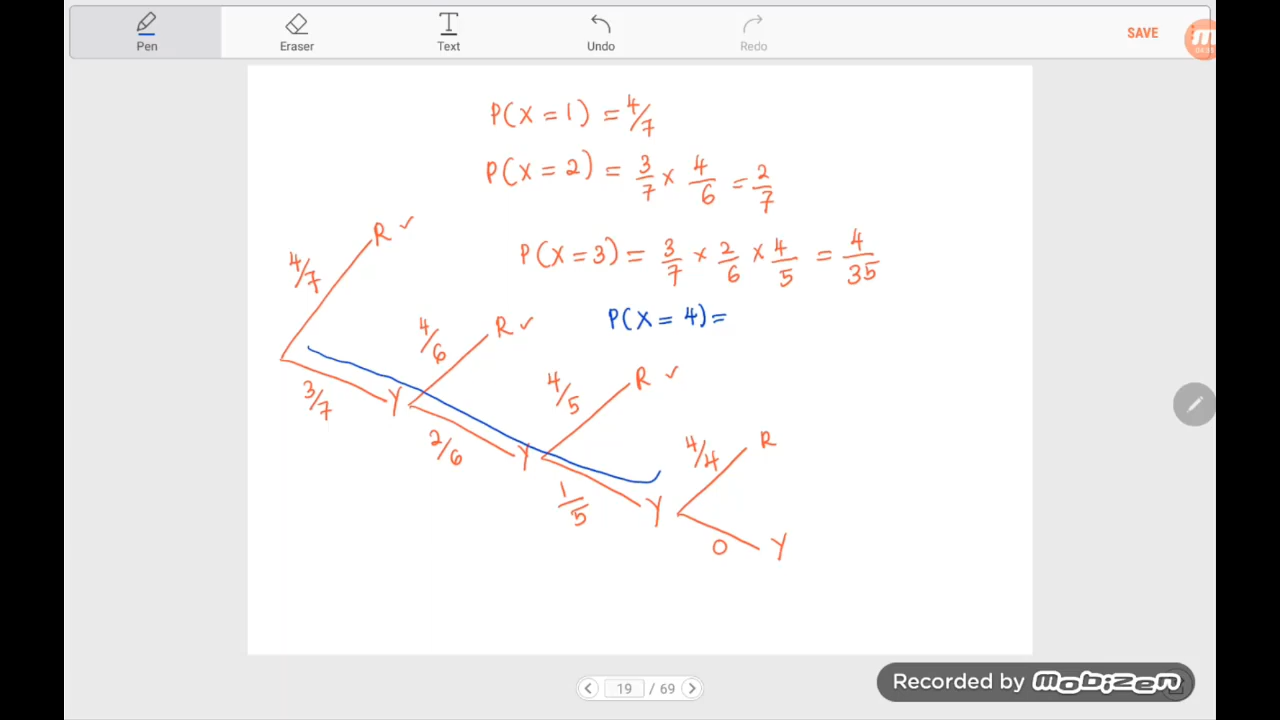 Pen
Eraser
Text
Undo
Redo
SAVE
P(X = 1) = 4/7
P(X = 2) = 3/7 × 4/6 = 2/7
P(X = 3) = 3/7 × 2/6 × 4/5 = 4/35
P(X = 4) =
R ✓
4/7
R ✓
4/6
R ✓
4/5
R
4/4
3/7
Y
2/6
Y
1/5
Y
0
Y
19 / 69
Recorded by mobizen